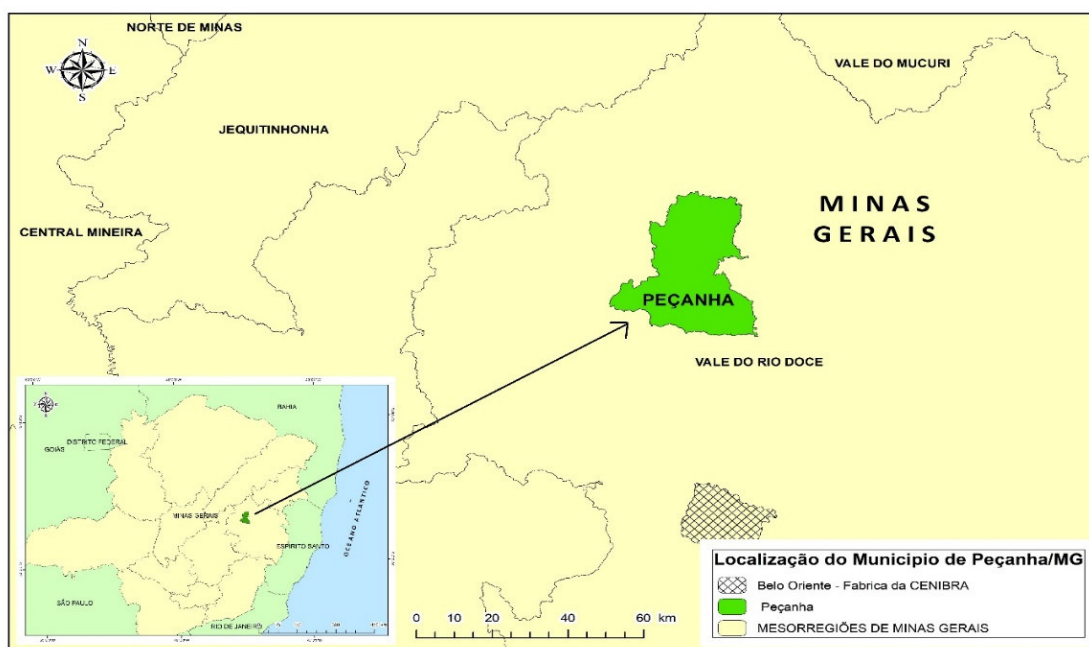 NORTE DE MINAS
N
W E
S
VALE DO MUCURI
JEQUITINHONHA
MINAS
GERAIS
CENTRAL MINEIRA
PEÇANHA
VALE DO RIO DOCE
BAHIA
DISTRITO FEDERAL
GOIÁS
MINAS GERAIS
OCEANO ATLÂNTICO
ESPÍRITO SANTO
SÃO PAULO
RIO DE JANEIRO
0 10 20 40 60 80 km
Localização do Municipio de Peçanha/MG
Belo Oriente - Fabrica da CENIBRA
Peçanha
MESORREGIÕES DE MINAS GERAIS